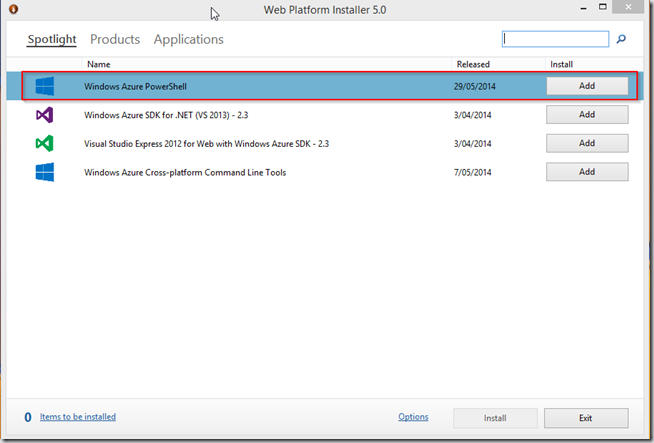 Web Platform Installer 5.0
Spotlight Products Applications
Name Released Install
Windows Azure PowerShell 29/05/2014 Add
Windows Azure SDK for .NET (VS 2013) - 2.3 3/04/2014 Add
Visual Studio Express 2012 for Web with Windows Azure SDK - 2.3 3/04/2014 Add
Windows Azure Cross-platform Command Line Tools 7/05/2014 Add
0 Items to be installed Options Install Exit